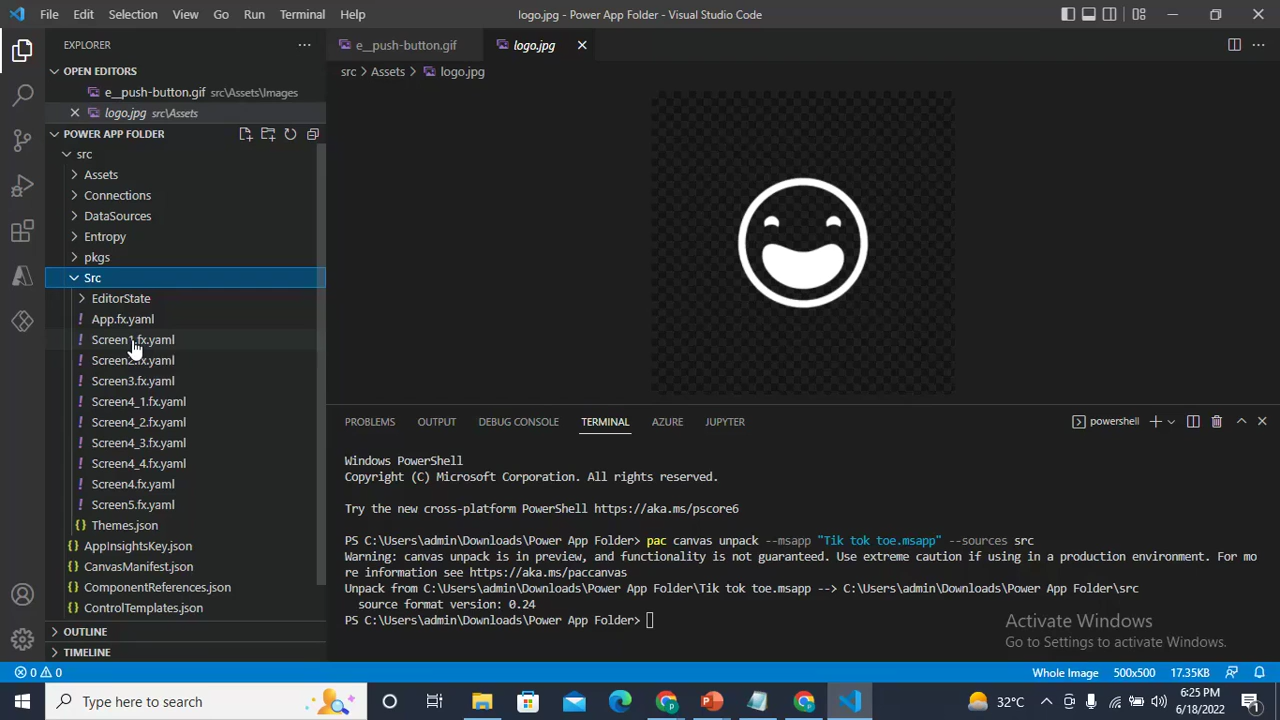 File Edit Selection View Go Run Terminal Help logo.jpg - Power App Folder - Visual Studio Code
EXPLORER
OPEN EDITORS
e__push-button.gif src\Assets\Images
logo.jpg src\Assets
POWER APP FOLDER
src
Assets
Connections
DataSources
Entropy
pkgs
Src
EditorState
App.fx.yaml
Screen1.fx.yaml
Screen2.fx.yaml
Screen3.fx.yaml
Screen4_1.fx.yaml
Screen4_2.fx.yaml
Screen4_3.fx.yaml
Screen4_4.fx.yaml
Screen4.fx.yaml
Screen5.fx.yaml
Themes.json
AppInsightsKey.json
CanvasManifest.json
ComponentReferences.json
ControlTemplates.json
OUTLINE
TIMELINE
e__push-button.gif logo.jpg
src > Assets > logo.jpg
PROBLEMS OUTPUT DEBUG CONSOLE TERMINAL AZURE JUPYTER powershell
Windows PowerShell
Copyright (C) Microsoft Corporation. All rights reserved.
Try the new cross-platform PowerShell https://aka.ms/pscore6
PS C:\Users\admin\Downloads\Power App Folder> pac canvas unpack --msapp "Tik tok toe.msapp" --sources src
Warning: canvas unpack is in preview, and functionality is not guaranteed. Use extreme caution if using in a production environment. For mo
re information see https://aka.ms/paccanvas
Unpack from C:\Users\admin\Downloads\Power App Folder\Tik tok toe.msapp --> C:\Users\admin\Downloads\Power App Folder\src
source format version: 0.24
PS C:\Users\admin\Downloads\Power App Folder>
Activate Windows
Go to Settings to activate Windows.
0 0 Whole Image 500x500 17.35KB
Type here to search 32°C 6:25 PM
6/18/2022 1